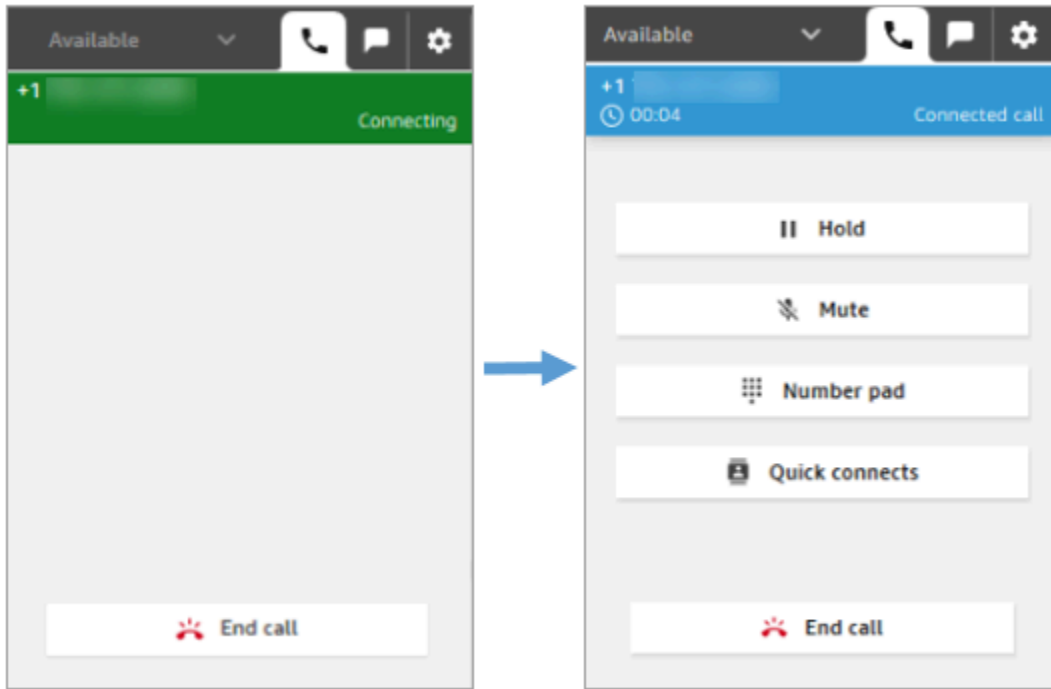 Available
+1
Connecting
End call
Available
+1
00:04 Connected call
Hold
Mute
Number pad
Quick connects
End call